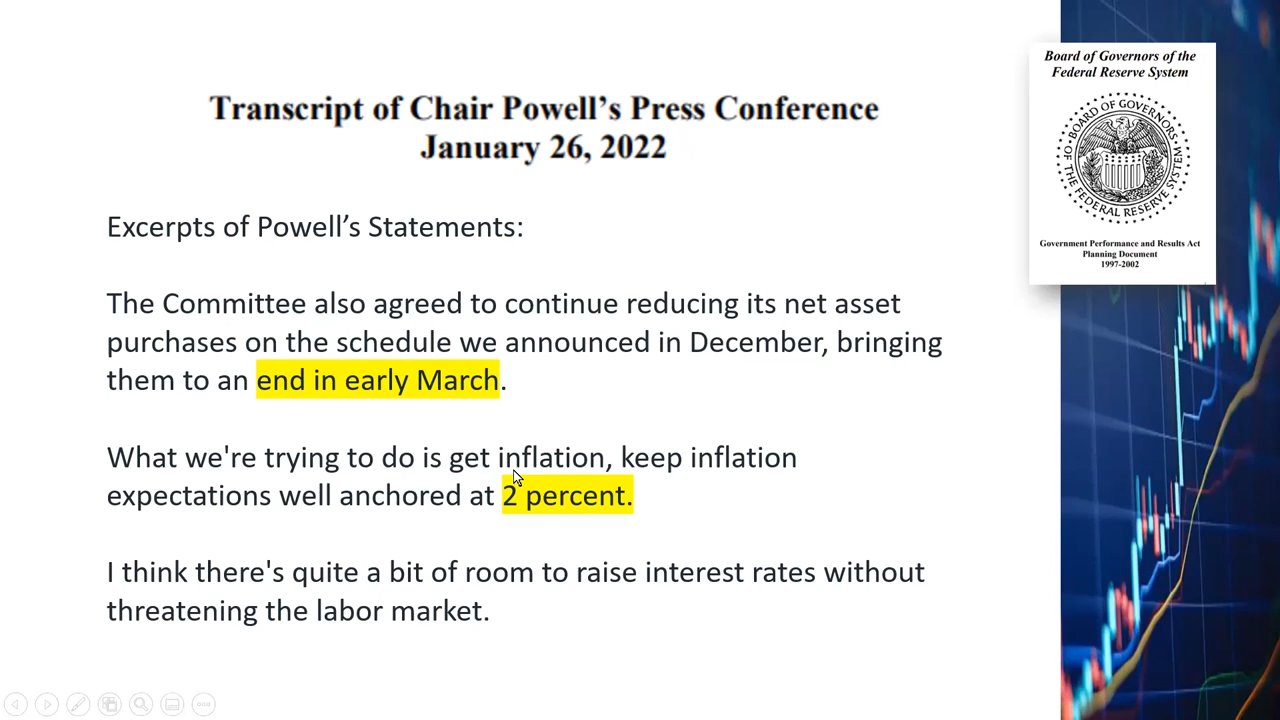 Transcript of Chair Powell’s Press Conference
January 26, 2022
Board of Governors of the
Federal Reserve System
BOARD OF GOVERNORS
OF THE FEDERAL RESERVE SYSTEM
Government Performance and Results Act
Planning Document
1997-2002
Excerpts of Powell’s Statements:
The Committee also agreed to continue reducing its net asset
purchases on the schedule we announced in December, bringing
them to an end in early March.
What we're trying to do is get inflation, keep inflation
expectations well anchored at 2 percent.
I think there's quite a bit of room to raise interest rates without
threatening the labor market.